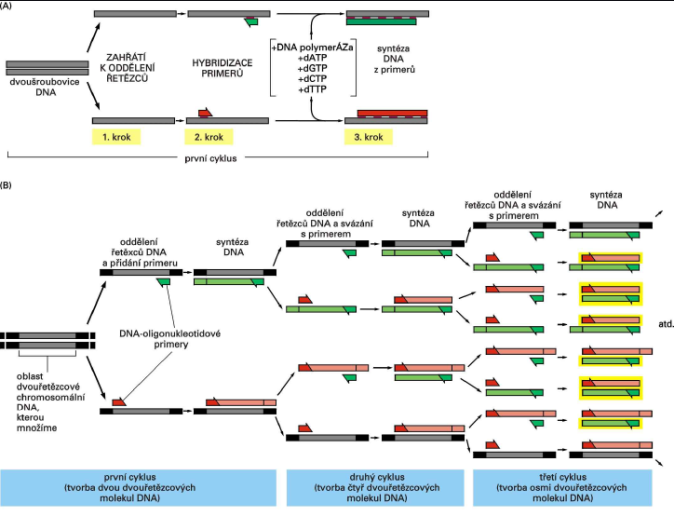 (A)
dvoušroubovice
DNA
ZAHŘÁTÍ
K ODDĚLENÍ
ŘETĚZCŮ
HYBRIDIZACE
PRIMERŮ
+DNA polymerÁZa
+dATP
+dGTP
+dCTP
+dTTP
syntéza
DNA
z primerů
1. krok
2. krok
3. krok
první cyklus
(B)
oddělení
řetěxců DNA
a přidání primeru
syntéza
DNA
oddělení
řetězců DNA a svázání
s primerem
syntéza
DNA
oddělení
řetězců DNA a svázání
s primerem
syntéza
DNA
DNA-oligonukleotidové
primery
oblast
dvouřetězcové
chromosomální
DNA,
kterou
množíme
atd.
první cyklus
(tvorba dvou dvouřetězcových
molekul DNA)
druhý cyklus
(tvorba čtyř dvouřetězcových
molekul DNA)
třetí cyklus
(tvorba osmi dvouřetězcových
molekul DNA)